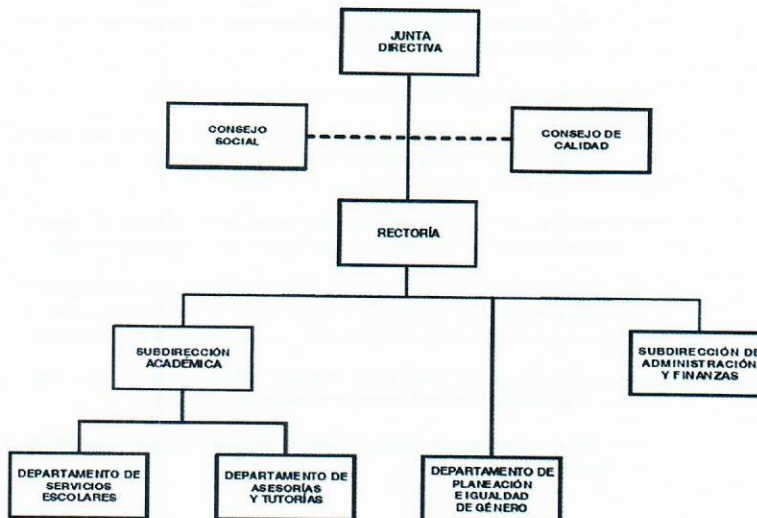 JUNTA
DIRECTIVA
CONSEJO
SOCIAL
CONSEJO DE
CALIDAD
RECTORÍA
SUBDIRECCIÓN
ACADÉMICA
SUBDIRECCIÓN DE
ADMINISTRACIÓN
Y FINANZAS
DEPARTAMENTO DE
SERVICIOS
ESCOLARES
DEPARTAMENTO DE
ASESORÍAS
Y TUTORÍAS
DEPARTAMENTO DE
PLANEACIÓN
E IGUALDAD
DE GÉNERO